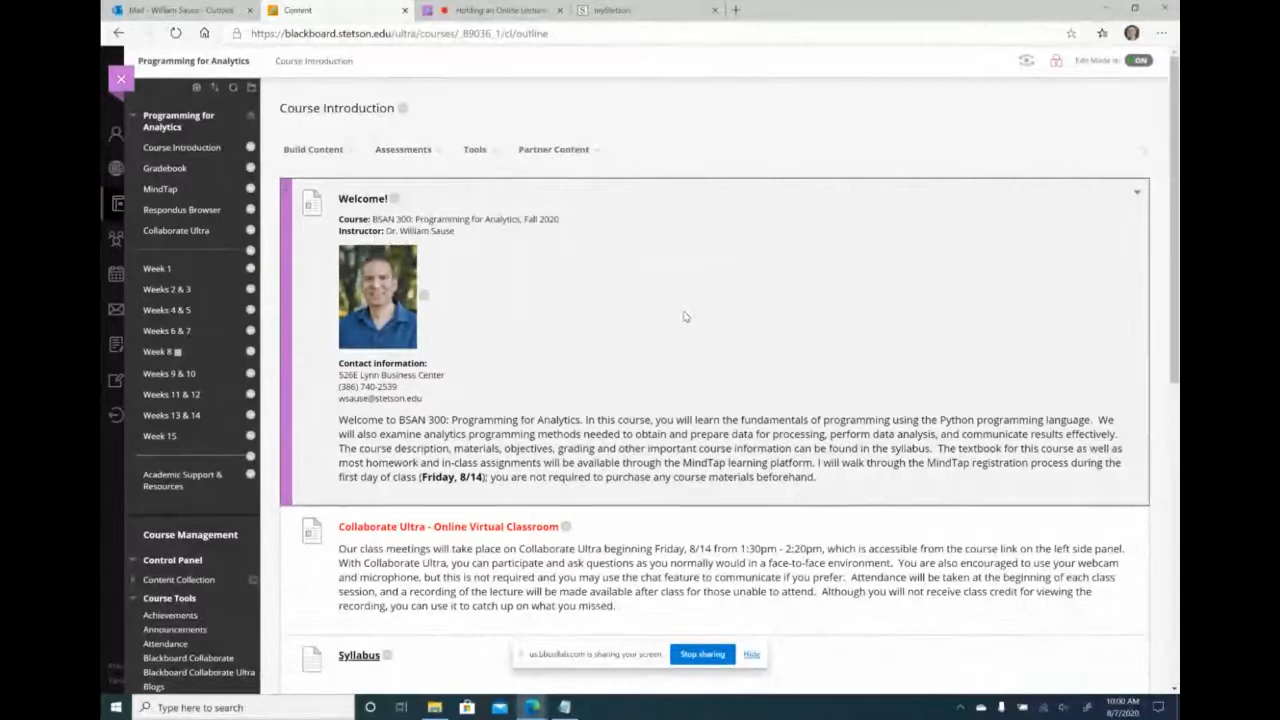 Mail - William Sause - Outlook
Content
Holding an Online Lecture
myStetson
https://blackboard.stetson.edu/ultra/courses/_89036_1/cl/outline
Programming for Analytics
Course Introduction
Edit Mode is:
ON
Programming for
Analytics
Course Introduction
Gradebook
MindTap
Respondus Browser
Collaborate Ultra
Week 1
Weeks 2 & 3
Weeks 4 & 5
Weeks 6 & 7
Week 8
Weeks 9 & 10
Weeks 11 & 12
Weeks 13 & 14
Week 15
Academic Support &
Resources
Course Management
Control Panel
Content Collection
Course Tools
Achievements
Announcements
Attendance
Blackboard Collaborate
Blackboard Collaborate Ultra
Blogs
Course Introduction
Build Content
Assessments
Tools
Partner Content
Welcome!
Course: BSAN 300: Programming for Analytics, Fall 2020
Instructor: Dr. William Sause
Contact information:
526E Lynn Business Center
(386) 740-2539
wsause@stetson.edu
Welcome to BSAN 300: Programming for Analytics. In this course, you will learn the fundamentals of programming using the Python programming language. We
will also examine analytics programming methods needed to obtain and prepare data for processing, perform data analysis, and communicate results effectively.
The course description, materials, objectives, grading and other important course information can be found in the syllabus. The textbook for this course as well as
most homework and in-class assignments will be available through the MindTap learning platform. I will walk through the MindTap registration process during the
first day of class (Friday, 8/14); you are not required to purchase any course materials beforehand.
Collaborate Ultra - Online Virtual Classroom
Our class meetings will take place on Collaborate Ultra beginning Friday, 8/14 from 1:30pm - 2:20pm, which is accessible from the course link on the left side panel.
With Collaborate Ultra, you can participate and ask questions as you normally would in a face-to-face environment. You are also encouraged to use your webcam
and microphone, but this is not required and you may use the chat feature to communicate if you prefer. Attendance will be taken at the beginning of each class
session, and a recording of the lecture will be made available after class for those unable to attend. Although you will not receive class credit for viewing the
recording, you can use it to catch up on what you missed.
Syllabus
us.bbcollab.com is sharing your screen
Stop sharing
Hide
Type here to search
10:00 AM
8/7/2020